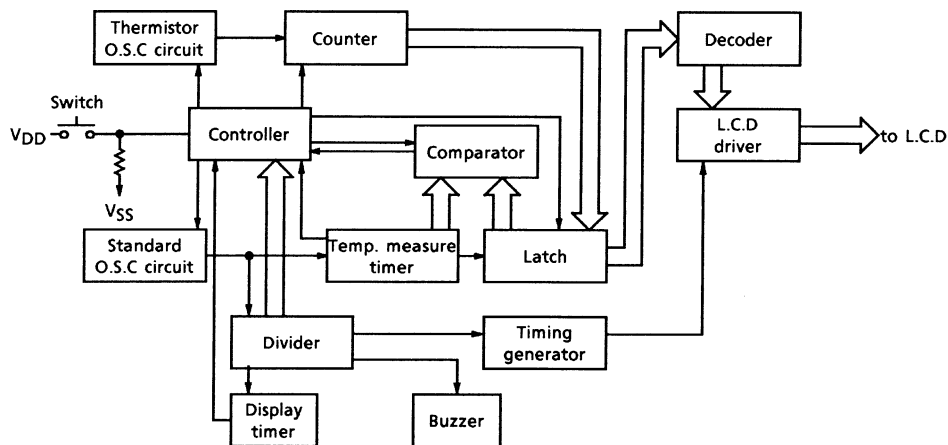 Thermistor
O.S.C circuit
Counter
Decoder
Switch
VDD
Controller
L.C.D
driver
to L.C.D
Comparator
VSS
Standard
O.S.C circuit
Temp. measure
timer
Latch
Divider
Timing
generator
Display
timer
Buzzer